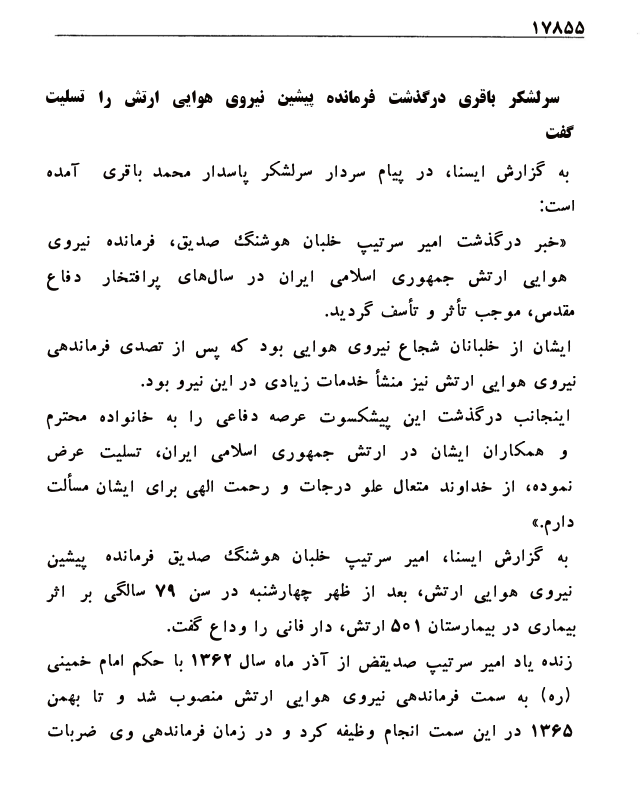 ۱۷۸۵۵
سرلشکر باقری درگذشت فرمانده پیشین نیروی هوایی ارتش را تسلیت
گفت
به گزارش ایسنا، در پیام سردار سرلشکر پاسدار محمد باقری آمده
است:
«خبر درگذشت امیر سرتیپ خلبان هوشنگ صدیق، فرمانده نیروی
هوایی ارتش جمهوری اسلامی ایران در سال‌های پرافتخار دفاع
مقدس، موجب تأثر و تأسف گردید.
ایشان از خلبانان شجاع نیروی هوایی بود که پس از تصدی فرماندهی
نیروی هوایی ارتش نیز منشأ خدمات زیادی در این نیرو بود.
اینجانب درگذشت این پیشکسوت عرصه دفاعی را به خانواده محترم
و همکاران ایشان در ارتش جمهوری اسلامی ایران، تسلیت عرض
نموده، از خداوند متعال علو درجات و رحمت الهی برای ایشان مسألت
دارم.»
به گزارش ایسنا، امیر سرتیپ خلبان هوشنگ صدیق فرمانده پیشین
نیروی هوایی ارتش، بعد از ظهر چهارشنبه در سن ۷۹ سالگی بر اثر
بیماری در بیمارستان ۵۰۱ ارتش، دار فانی را وداع گفت.
زنده یاد امیر سرتیپ صدیقض از آذر ماه سال ۱۳۶۲ با حکم امام خمینی
(ره) به سمت فرماندهی نیروی هوایی ارتش منصوب شد و تا بهمن
۱۳۶۵ در این سمت انجام وظیفه کرد و در زمان فرماندهی وی ضربات